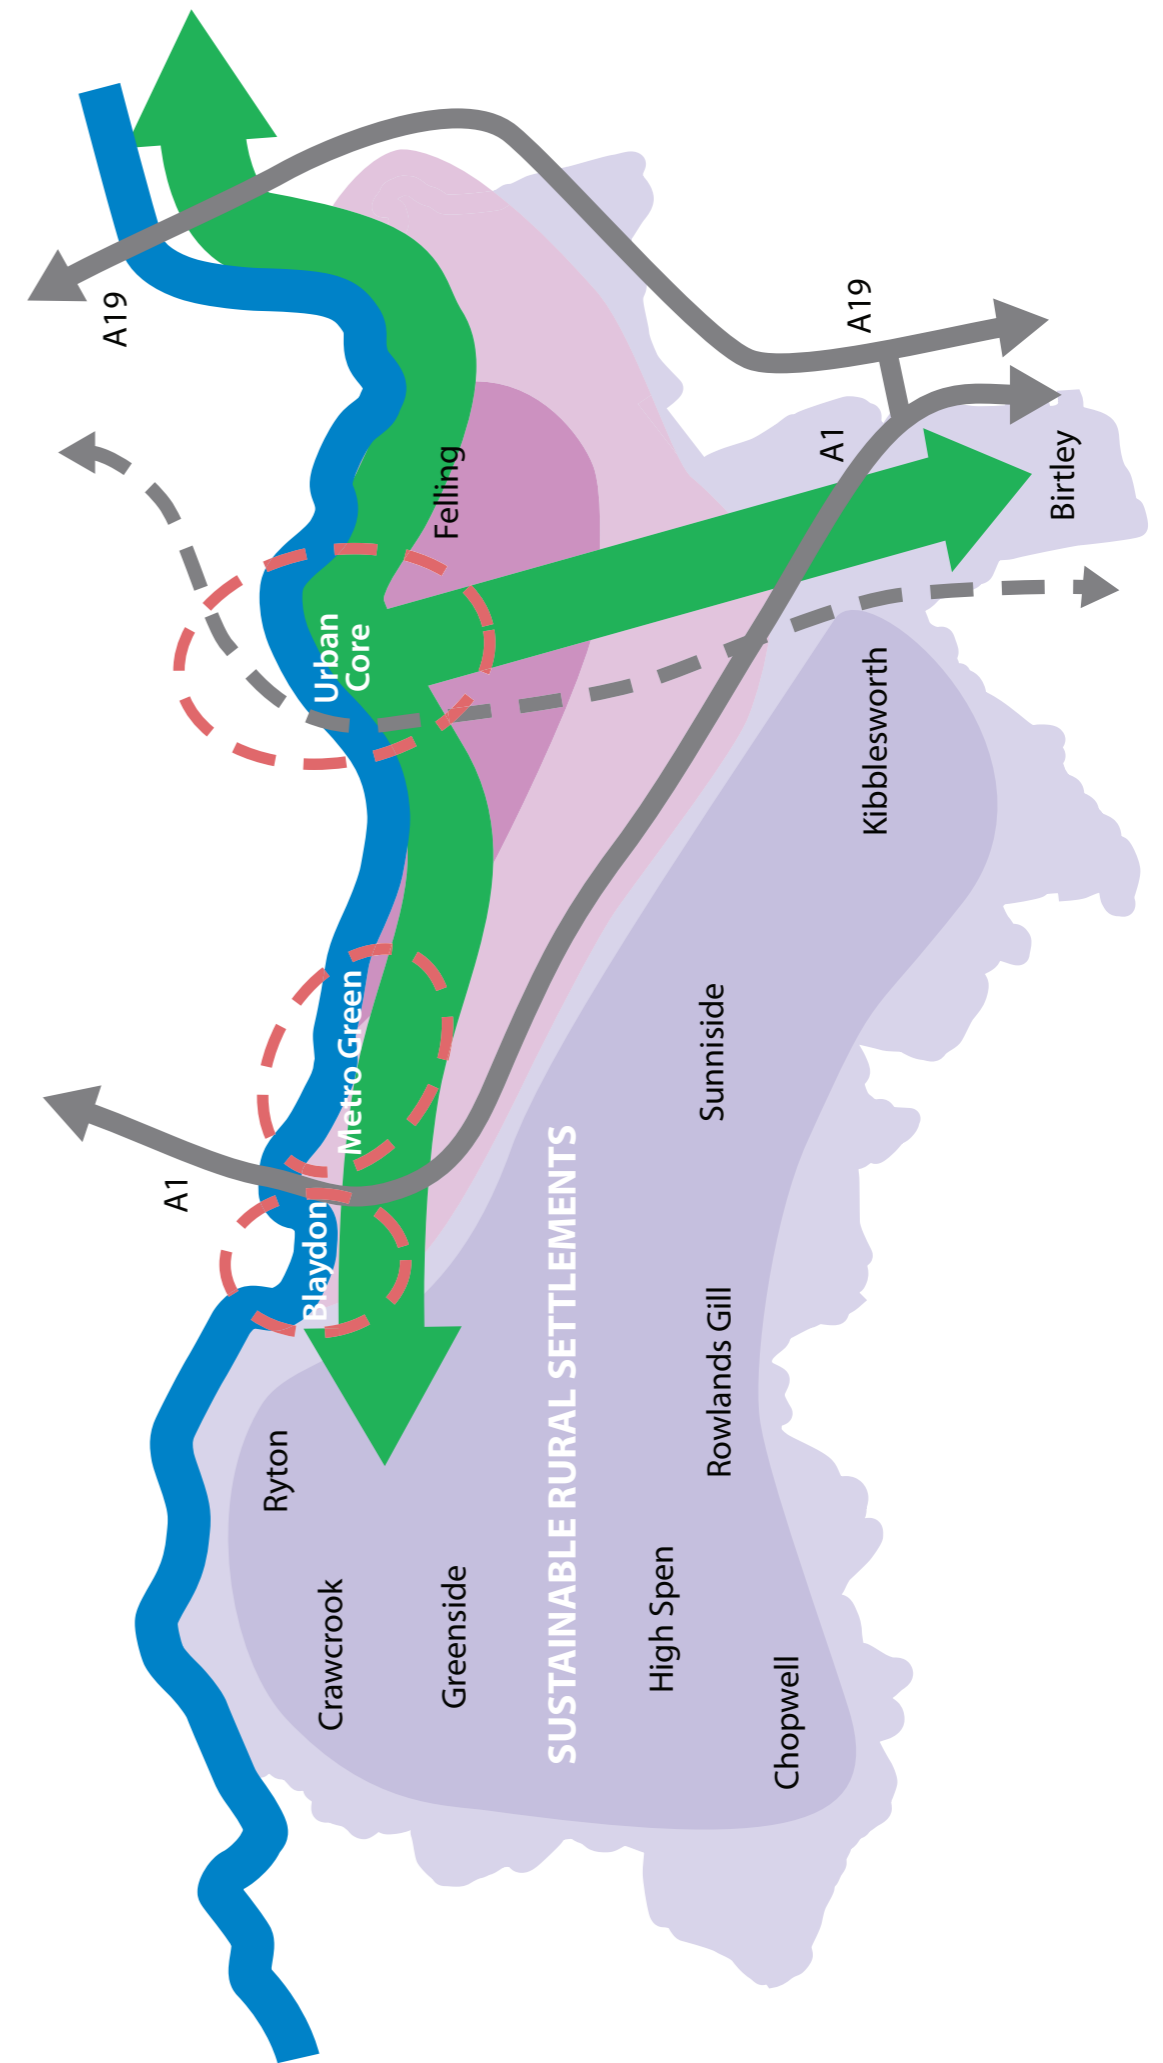 A19
A1
Urban
Core
Felling
Metro Green
Blaydon
A19
A1
Birtley
Kibblesworth
Sunniside
SUSTAINABLE RURAL SETTLEMENTS
Rowlands Gill
Ryton
Crawcrook
Greenside
High Spen
Chopwell